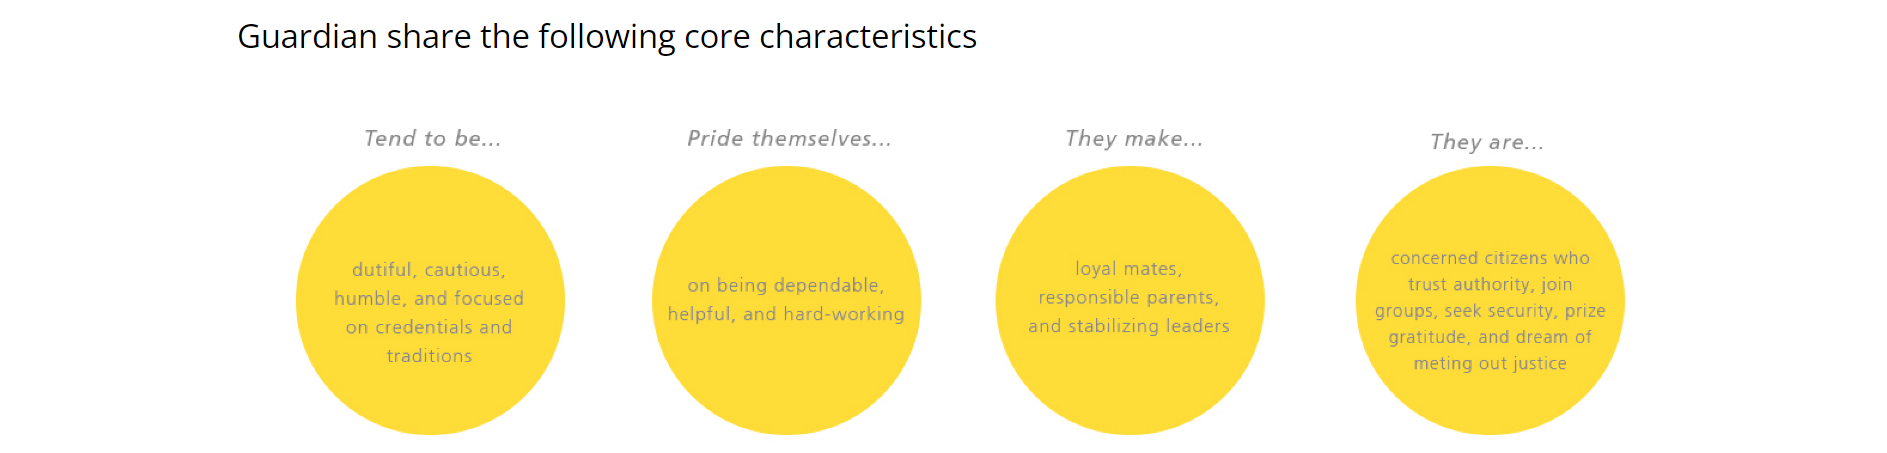 Guardian share the following core characteristics
Tend to be...
dutiful, cautious,
humble, and focused
on credentials and
traditions
Pride themselves...
on being dependable,
helpful, and hard-working
They make...
loyal mates,
responsible parents,
and stabilizing leaders
They are...
concerned citizens who
trust authority, join
groups, seek security, prize
gratitude, and dream of
meting out justice